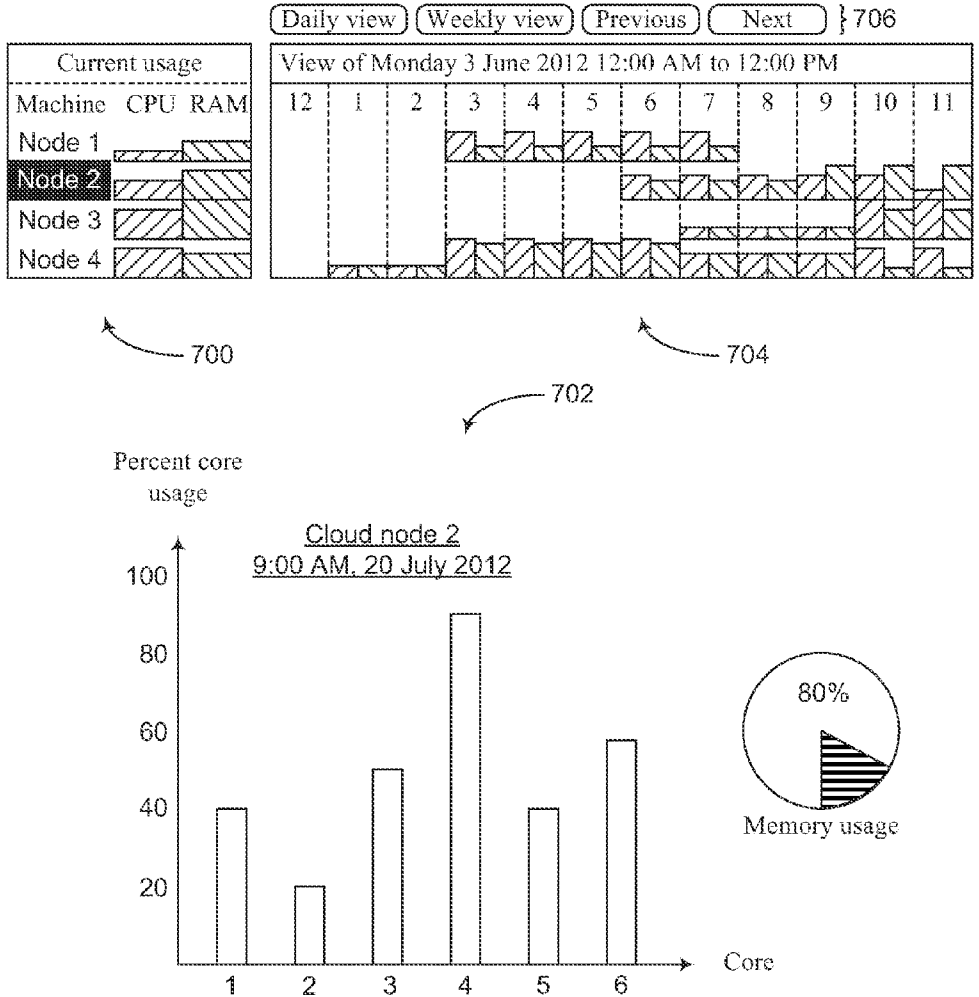 Daily view Weekly view Previous Next 706
Current usage
Machine CPU RAM
Node 1
Node 2
Node 3
Node 4
View of Monday 3 June 2012 12:00 AM to 12:00 PM
12 1 2 3 4 5 6 7 8 9 10 11
700
704
702
Percent core
usage
Cloud node 2
9:00 AM, 20 July 2012
100
80
60
40
20
1 2 3 4 5 6
Core
80%
Memory usage